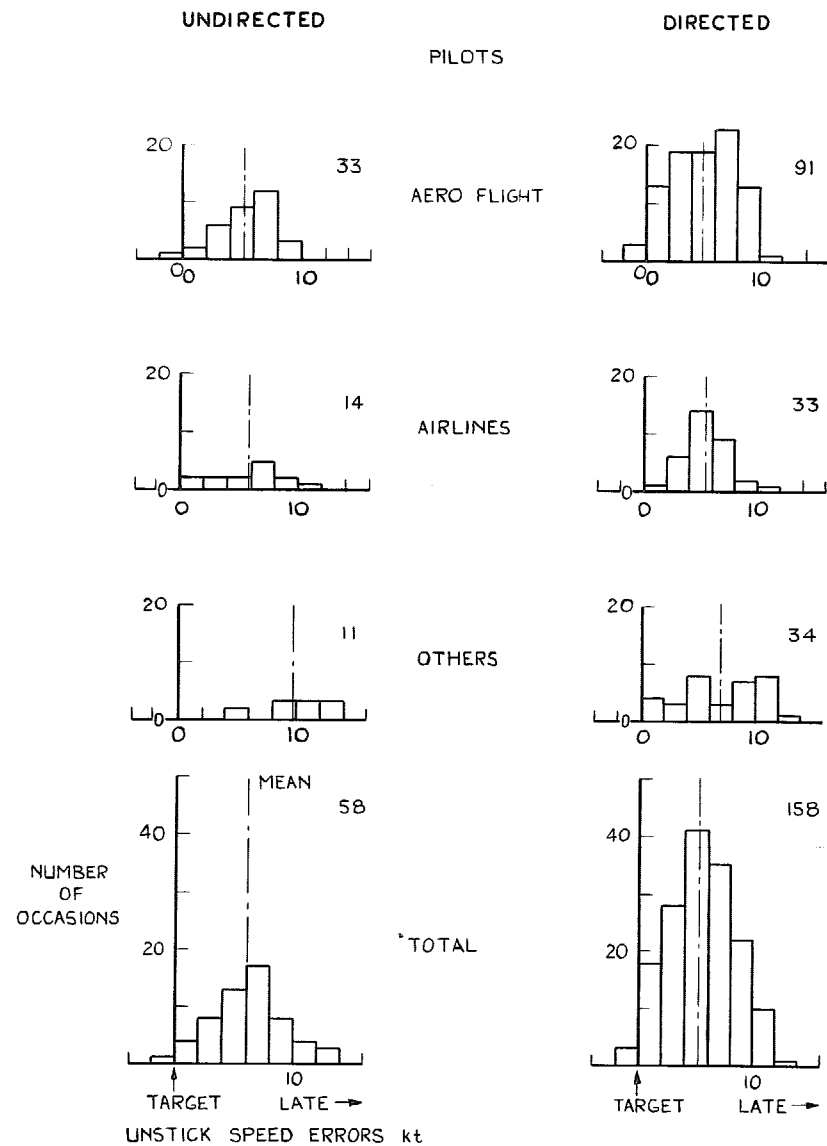 UNDIRECTED DIRECTED
PILOTS
20 33 20 91
AERO FLIGHT
0 0 10 0 0 10
20 14 20 33
AIRLINES
0 0
0 10 0 10
20 11 20 34
OTHERS
0 0
0 10 0 10
MEAN
58 158
40 40
NUMBER
OF
OCCASIONS
20 TOTAL 20
10 10
TARGET LATE → TARGET LATE →
UNSTICK SPEED ERRORS kt